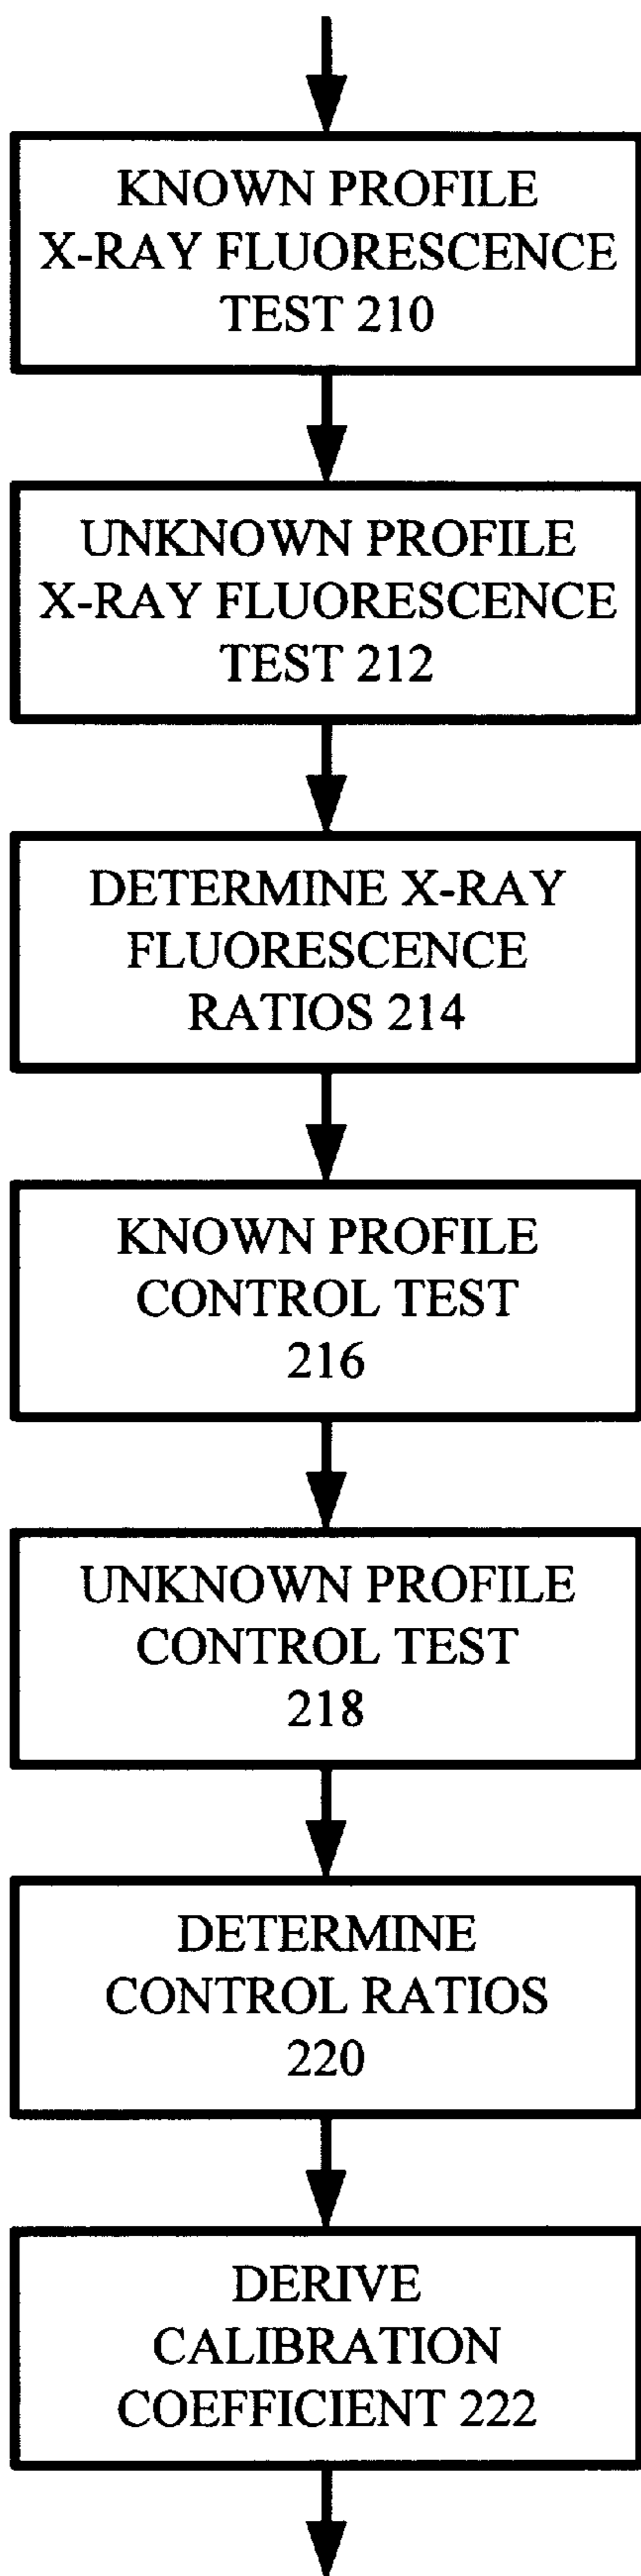 KNOWN PROFILE
X-RAY FLUORESCENCE
TEST 210
UNKNOWN PROFILE
X-RAY FLUORESCENCE
TEST 212
DETERMINE X-RAY
FLUORESCENCE
RATIOS 214
KNOWN PROFILE
CONTROL TEST
216
UNKNOWN PROFILE
CONTROL TEST
218
DETERMINE
CONTROL RATIOS
220
DERIVE
CALIBRATION
COEFFICIENT 222